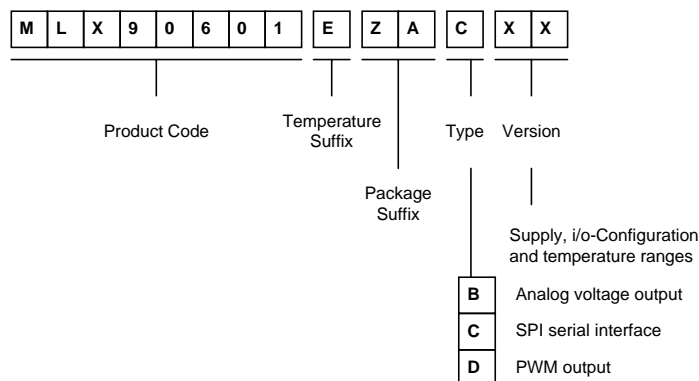 M L X 9 0 6 0 1 E Z A C X X
Product Code
Temperature
Suffix
Type
Version
Package
Suffix
Supply, i/o-Configuration
and temperature ranges
B Analog voltage output
C SPI serial interface
D PWM output